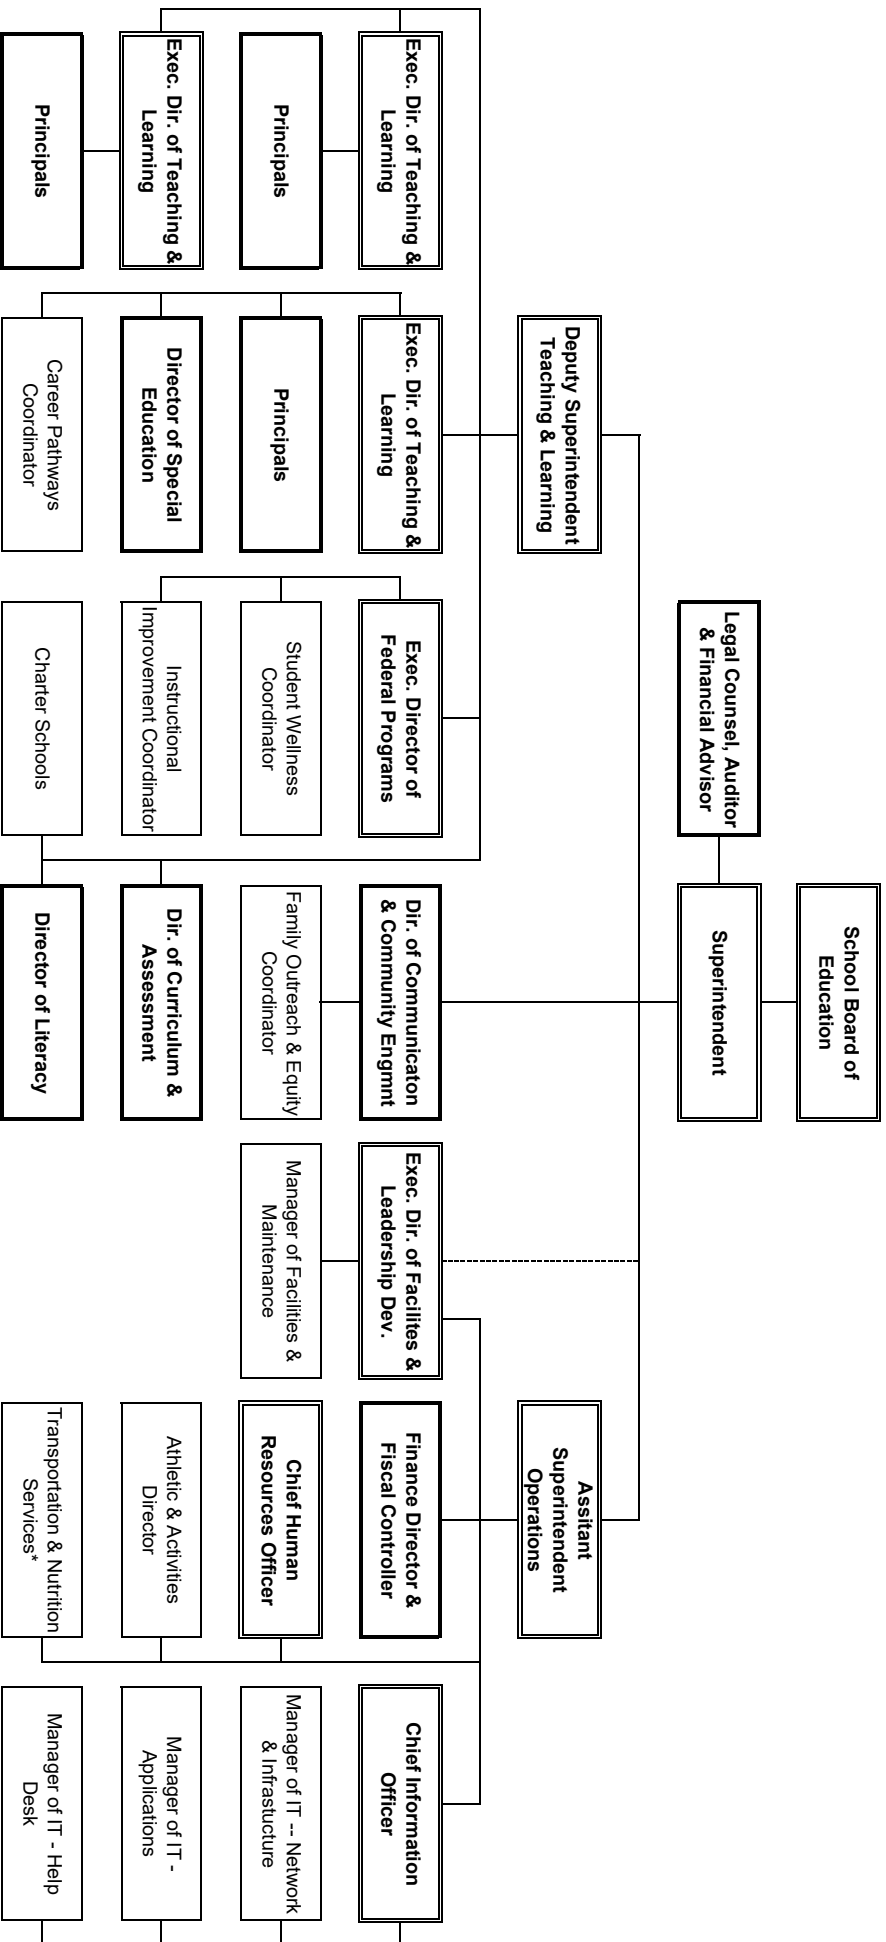 School Board of
Education
Legal Counsel, Auditor
& Financial Advisor
Superintendent
Deputy Superintendent
Teaching & Learning
Assitant
Superintendent
Operations
Exec. Dir. of Teaching &
Learning
Exec. Dir. of Teaching &
Learning
Exec. Director of
Federal Programs
Dir. of Communicaton
& Community Engmnt
Exec. Dir. of Facilites &
Leadership Dev.
Finance Director &
Fiscal Controller
Chief Information
Officer
Principals
Principals
Student Wellness
Coordinator
Family Outreach & Equity
Coordinator
Manager of Facilities &
Maintenance
Chief Human
Resources Officer
Manager of IT -- Network
& Infrastucture
Exec. Dir. of Teaching &
Learning
Director of Special
Education
Instructional
Improvement Coordinator
Dir. of Curriculum &
Assessment
Athletic & Activities
Director
Manager of IT -
Applications
Principals
Career Pathways
Coordinator
Charter Schools
Director of Literacy
Transportation & Nutrition
Services*
Manager of IT - Help
Desk